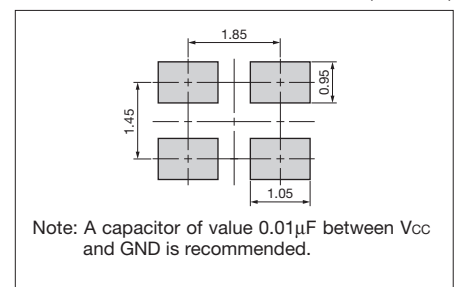 1.85
0.95
1.45
1.05
Note: A capacitor of value 0.01μF between Vcc
and GND is recommended.